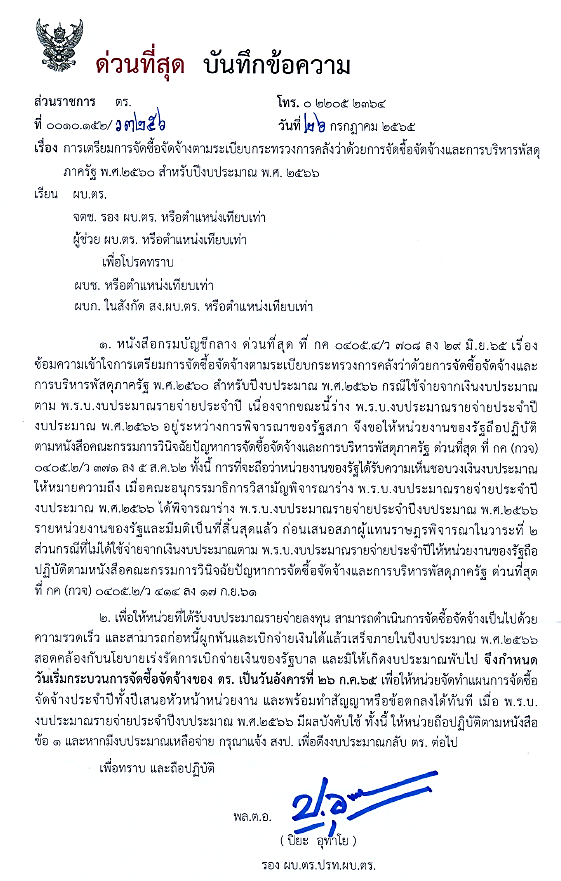 ด่วนที่สุด บันทึกข้อความ
ส่วนราชการ ตร. โทร. ๐ ๒๒๐๕ ๒๓๖๔
ที่ ๐๐๑๐.๑๕๒/ วันที่ ๒๖ กรกฎาคม ๒๕๖๕
เรื่อง การเตรียมการจัดซื้อจัดจ้างตามระเบียบกระทรวงการคลังว่าด้วยการจัดซื้อจัดจ้างและการบริหารพัสดุ
ภาครัฐ พ.ศ.๒๕๖๐ สำหรับปีงบประมาณ พ.ศ. ๒๕๖๖
เรียน ผบ.ตร.
จตช. รอง ผบ.ตร. หรือตำแหน่งเทียบเท่า
ผู้ช่วย ผบ.ตร. หรือตำแหน่งเทียบเท่า
เพื่อโปรดทราบ
ผบช. หรือตำแหน่งเทียบเท่า
ผบก. ในสังกัด สง.ผบ.ตร. หรือตำแหน่งเทียบเท่า
๑. หนังสือกรมบัญชีกลาง ด่วนที่สุด ที่ กค ๐๔๐๕.๔/ว ๗๐๘ ลง ๒๙ มิ.ย.๖๕ เรื่อง
ซ้อมความเข้าใจการเตรียมการจัดซื้อจัดจ้างตามระเบียบกระทรวงการคลังว่าด้วยการจัดซื้อจัดจ้างและ
การบริหารพัสดุภาครัฐ พ.ศ.๒๕๖๐ สำหรับปีงบประมาณ พ.ศ.๒๕๖๖ กรณีใช้จ่ายจากเงินงบประมาณ
ตาม พ.ร.บ.งบประมาณรายจ่ายประจำปี เนื่องจากขณะนี้ร่าง พ.ร.บ.งบประมาณรายจ่ายประจำปี
งบประมาณ พ.ศ.๒๕๖๖ อยู่ระหว่างการพิจารณาของรัฐสภา จึงขอให้หน่วยงานของรัฐถือปฏิบัติ
ตามหนังสือคณะกรรมการวินิจฉัยปัญหาการจัดซื้อจัดจ้างและการบริหารพัสดุภาครัฐ ด่วนที่สุด ที่ กค (กวจ)
๐๔๐๕.๒/ว ๓๗๑ ลง ๕ ส.ค.๖๒ ทั้งนี้ การที่จะถือว่าหน่วยงานของรัฐได้รับความเห็นชอบวงเงินงบประมาณ
ให้หมายความถึง เมื่อคณะอนุกรรมาธิการวิสามัญพิจารณาร่าง พ.ร.บ.งบประมาณรายจ่ายประจำปี
งบประมาณ พ.ศ.๒๕๖๖ ได้พิจารณาร่าง พ.ร.บ.งบประมาณรายจ่ายประจำปีงบประมาณ พ.ศ.๒๕๖๖
รายหน่วยงานของรัฐและมีมติเป็นที่สิ้นสุดแล้ว ก่อนเสนอสภาผู้แทนราษฎรพิจารณาในวาระที่ ๒
ส่วนกรณีที่ไม่ได้ใช้จ่ายจากเงินงบประมาณตาม พ.ร.บ.งบประมาณรายจ่ายประจำปีให้หน่วยงานของรัฐถือ
ปฏิบัติตามหนังสือคณะกรรมการวินิจฉัยปัญหาการจัดซื้อจัดจ้างและการบริหารพัสดุภาครัฐ ด่วนที่สุด
ที่ กค (กวจ) ๐๔๐๕.๒/ว ๔๑๔ ลง ๑๗ ก.ย.๖๑
๒. เพื่อให้หน่วยที่ได้รับงบประมาณรายจ่ายลงทุน สามารถดำเนินการจัดซื้อจัดจ้างเป็นไปด้วย
ความรวดเร็ว และสามารถก่อหนี้ผูกพันและเบิกจ่ายเงินได้แล้วเสร็จภายในปีงบประมาณ พ.ศ.๒๕๖๖
สอดคล้องกับนโยบายเร่งรัดการเบิกจ่ายเงินของรัฐบาล และมิให้เกิดงบประมาณพับไป จึงกำหนด
วันเริ่มกระบวนการจัดซื้อจัดจ้างของ ตร. เป็นวันอังคารที่ ๒๖ ก.ค.๖๕ เพื่อให้หน่วยจัดทำแผนการจัดซื้อ
จัดจ้างประจำปีทั้งปีเสนอหัวหน้าหน่วยงาน และพร้อมทำสัญญาหรือข้อตกลงได้ทันที เมื่อ พ.ร.บ.
งบประมาณรายจ่ายประจำปีงบประมาณ พ.ศ.๒๕๖๖ มีผลบังคับใช้ ทั้งนี้ ให้หน่วยถือปฏิบัติตามหนังสือ
ข้อ ๑ และหากมีงบประมาณเหลือจ่าย กรุณาแจ้ง สงป. เพื่อดึงงบประมาณกลับ ตร. ต่อไป
เพื่อทราบ และถือปฏิบัติ
พล.ต.อ.
( ปิยะ อุทาโย )
รอง ผบ.ตร.ปรท.ผบ.ตร.